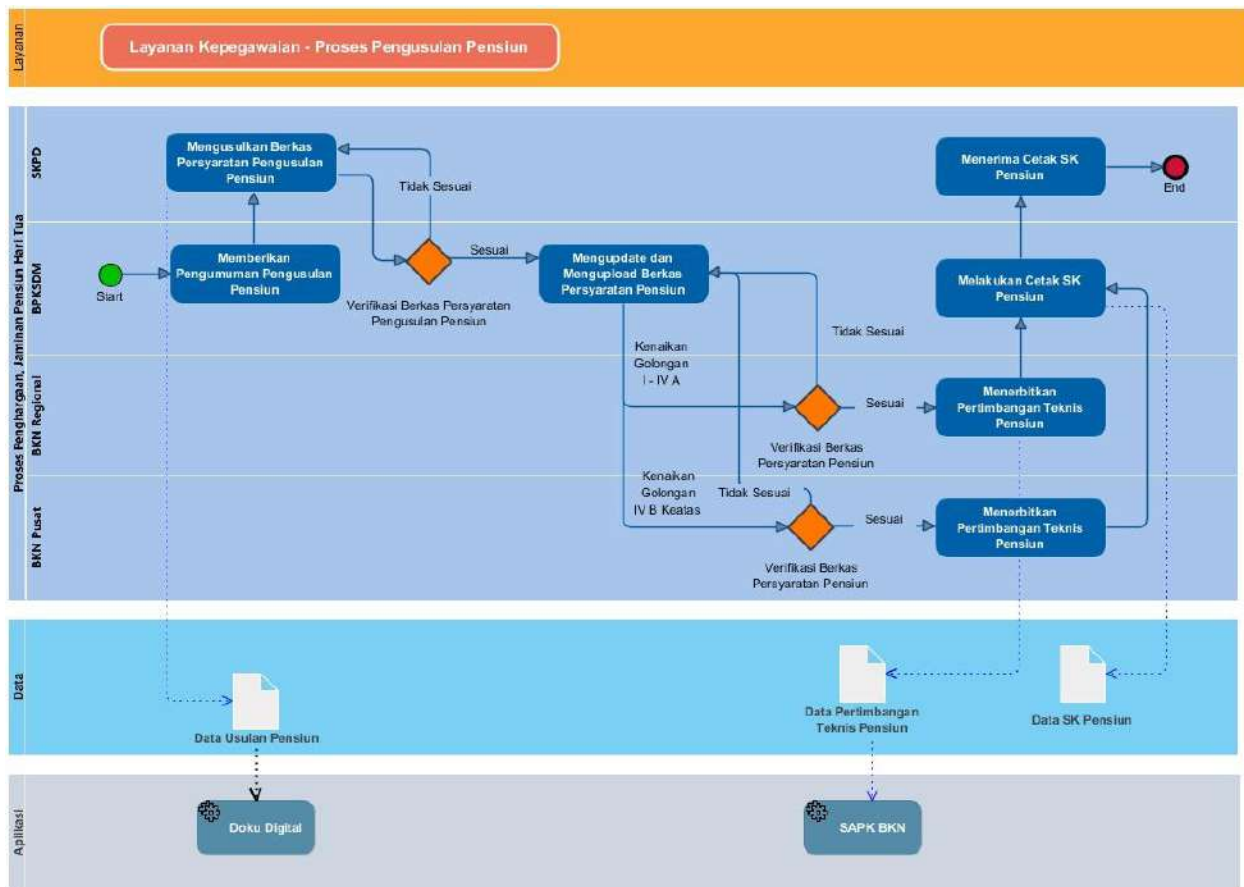 Layanan
Layanan Kepegawaian - Proses Pengusulan Pensiun
Proses Penghargaan, Jaminan Pensiun Hari Tua
SKPD
Mengusulkan Berkas
Persyaratan Pengusulan
Pensiun
Tidak Sesuai
Menerima Cetak SK
Pensiun
End
BPKSDM
Start
Memberikan
Pengumuman Pengusulan
Pensiun
Verifikasi Berkas Persyaratan
Pengusulan Pensiun
Sesuai
Mengupdate dan
Mengupload Berkas
Persyaratan Pensiun
Melakukan Cetak SK
Pensiun
Tidak Sesuai
Kenaikan
Golongan
I - IV A
BKN Regional
Verifikasi Berkas
Persyaratan Pensiun
Sesuai
Menerbitkan
Pertimbangan Teknis
Pensiun
BKN Pusat
Kenaikan
Golongan
IV B Keatas
Tidak Sesuai
Verifikasi Berkas
Persyaratan Pensiun
Sesuai
Menerbitkan
Pertimbangan Teknis
Pensiun
Data
Data Usulan Pensiun
Data Pertimbangan
Teknis Pensiun
Data SK Pensiun
Aplikasi
Doku Digital
SAPK BKN